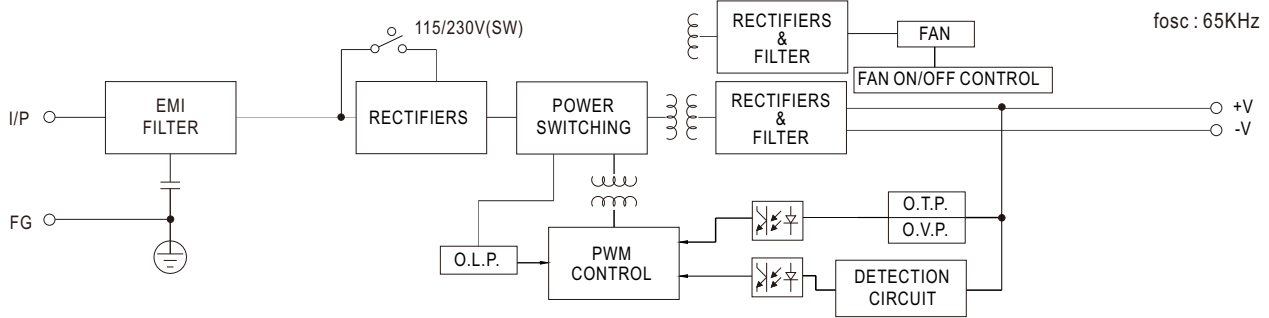 fosc : 65KHz
115/230V(SW)
RECTIFIERS
&
FILTER
FAN
FAN ON/OFF CONTROL
I/P
EMI
FILTER
RECTIFIERS
POWER
SWITCHING
RECTIFIERS
&
FILTER
+V
-V
FG
O.L.P.
PWM
CONTROL
O.T.P.
O.V.P.
DETECTION
CIRCUIT